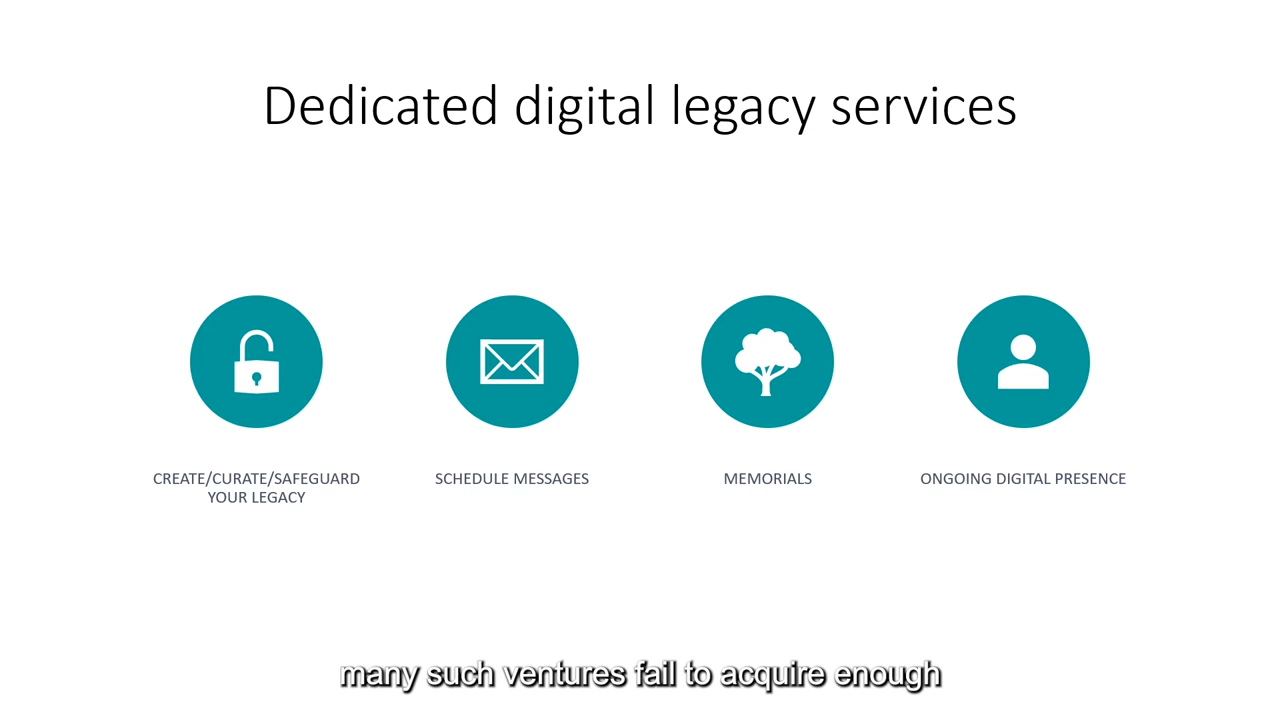 Dedicated digital legacy services
CREATE/CURATE/SAFEGUARD
YOUR LEGACY
SCHEDULE MESSAGES
MEMORIALS
ONGOING DIGITAL PRESENCE
many such ventures fail to acquire enough